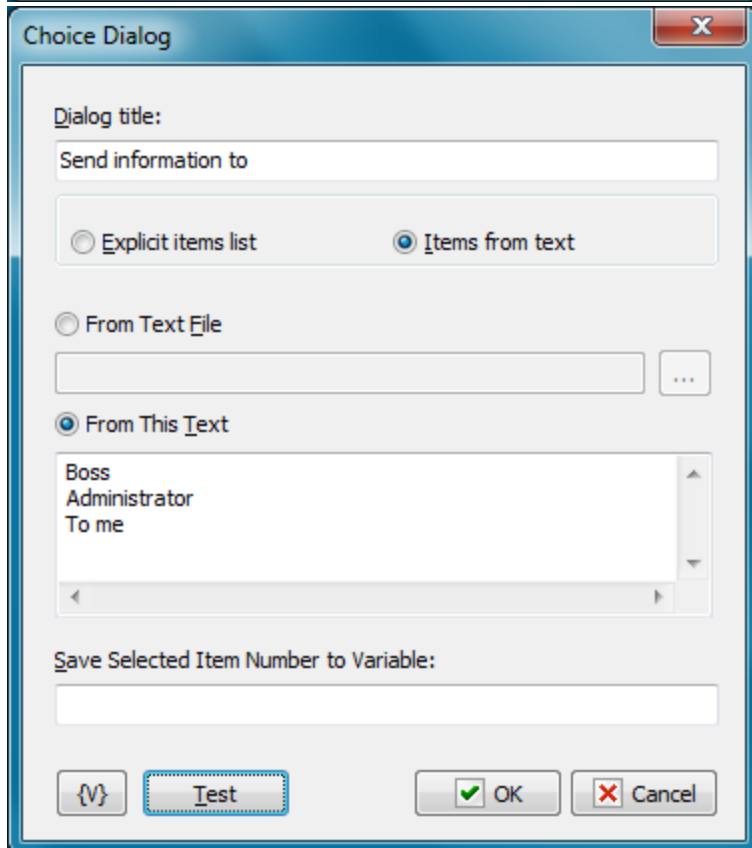 Choice Dialog
Dialog title:
Send information to
Explicit items list
Items from text
From Text File
...
From This Text
Boss
Administrator
To me
Save Selected Item Number to Variable:
{V}
Test
OK
Cancel